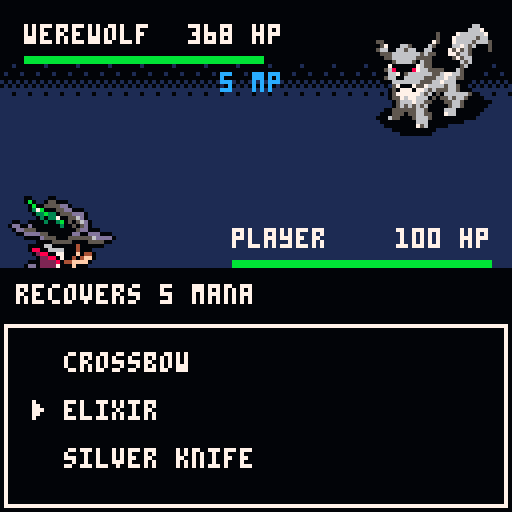 WEREWOLF 368 HP
5 MP
PLAYER 100 HP
RECOVERS 5 MANA
CROSSBOW
ELIXIR
SILVER KNIFE